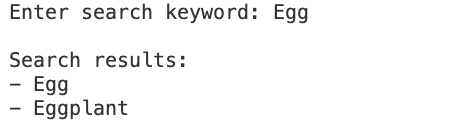 Enter search keyword: Egg
Search results:
– Egg
– Eggplant